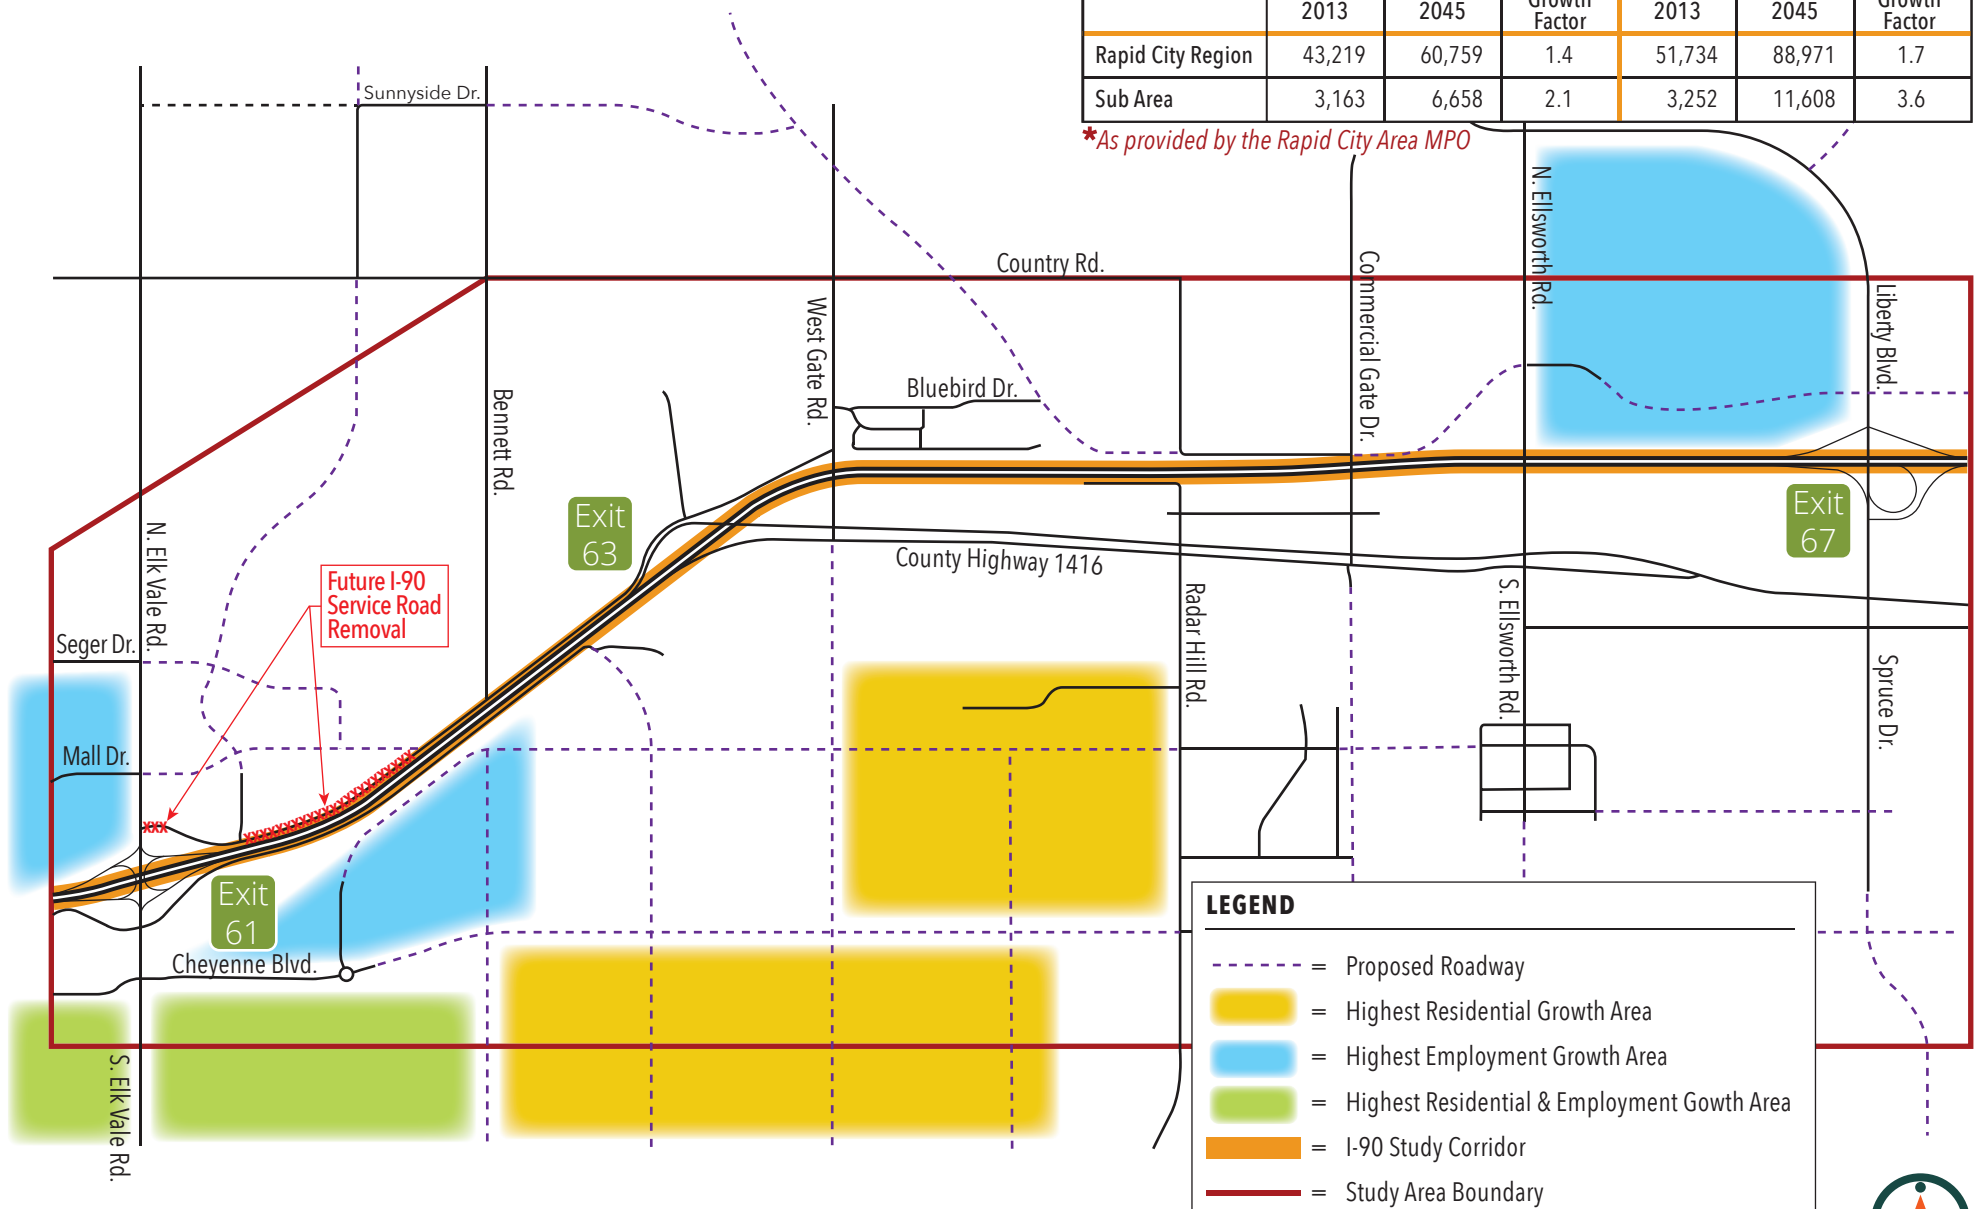 2013 2045 Growth Factor 2013 2045 Growth Factor
Rapid City Region 43,219 60,759 1.4 51,734 88,971 1.7
Sub Area 3,163 6,658 2.1 3,252 11,608 3.6
*As provided by the Rapid City Area MPO
Sunnyside Dr.
Country Rd.
N. Ellsworth Rd.
Commercial Gate Dr.
Liberty Blvd.
West Gate Rd.
Bluebird Dr.
Bennett Rd.
Exit
63
Exit
67
County Highway 1416
N. Elk Vale Rd.
Future I-90
Service Road
Removal
Seger Dr.
Radar Hill Rd.
S. Ellsworth Rd.
Spruce Dr.
Mall Dr.
Exit
61
Cheyenne Blvd.
S. Elk Vale Rd.
LEGEND
= Proposed Roadway
= Highest Residential Growth Area
= Highest Employment Growth Area
= Highest Residential & Employment Gowth Area
= I-90 Study Corridor
= Study Area Boundary
xxx
xxxxxxxxxxxxxxxxxxxxxx